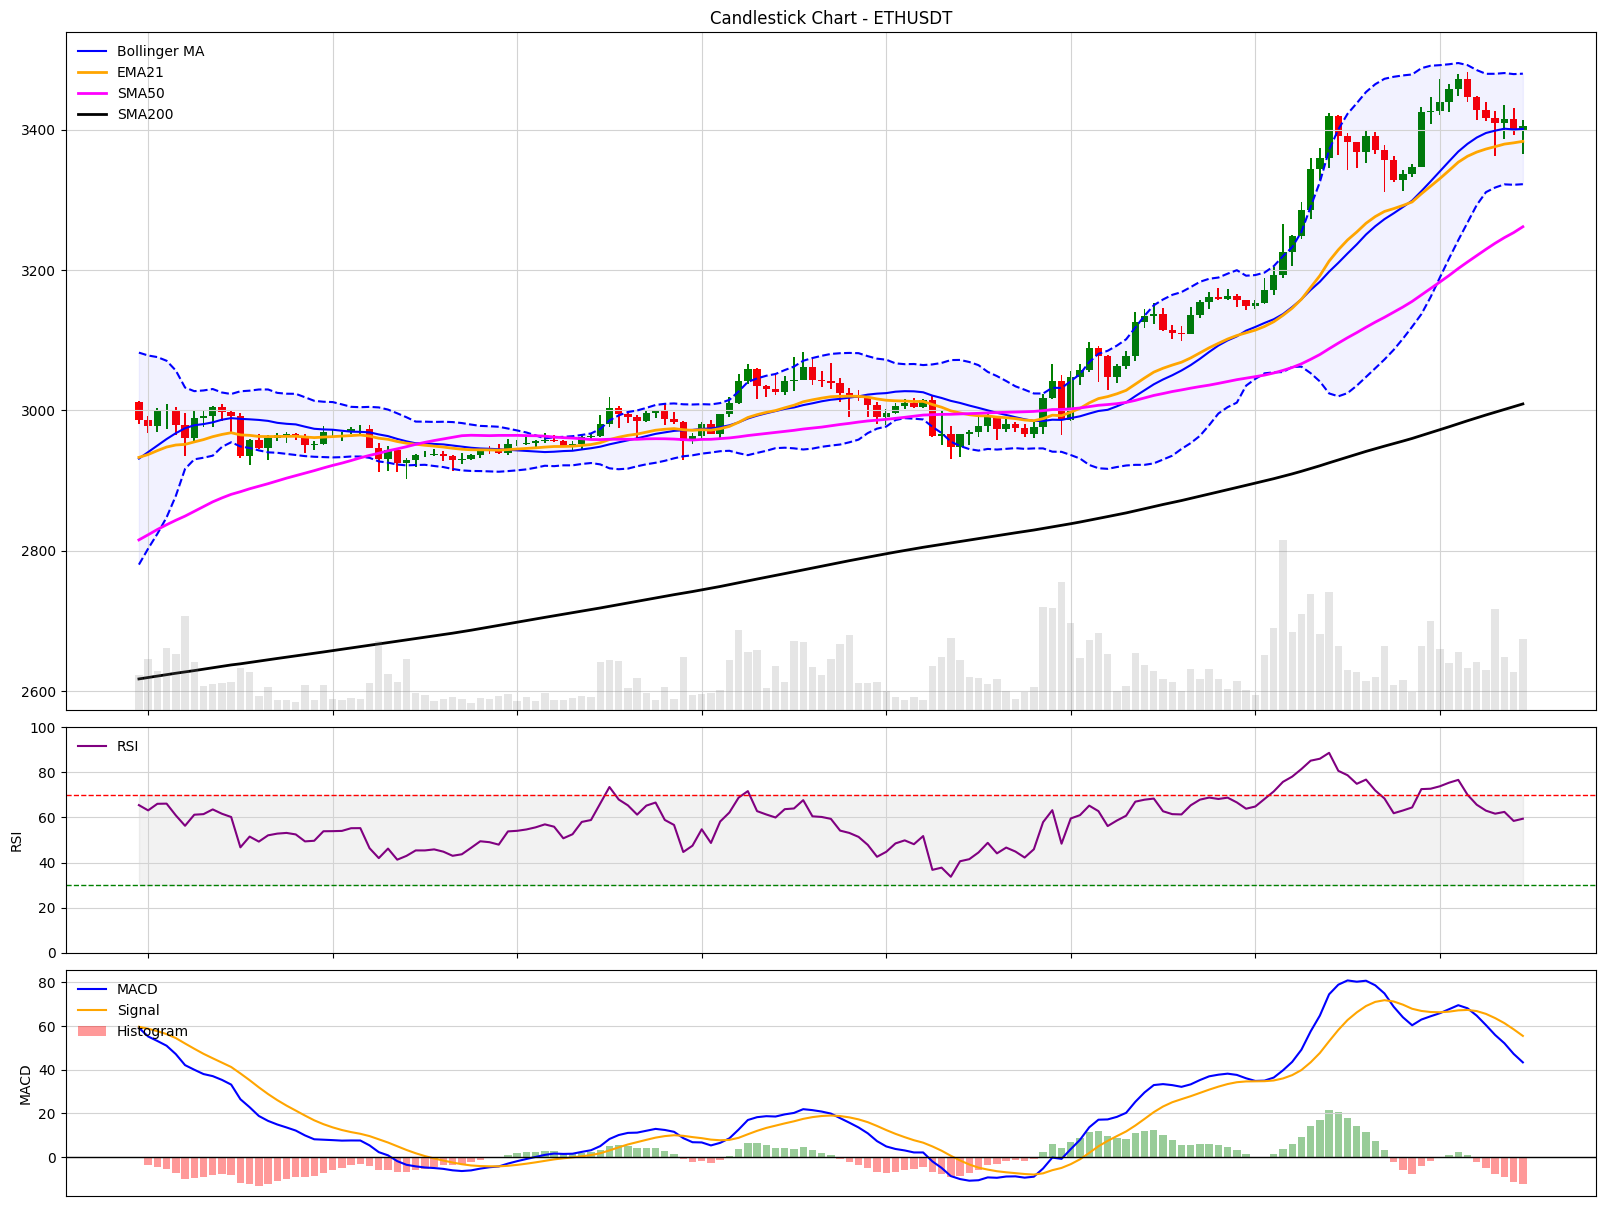 Candlestick Chart - ETHUSDT
Bollinger MA
EMA21
SMA50
SMA200
3400
3200
3000
2800
2600
RSI
100
80
60
40
20
0
RSI
MACD
Signal
Histogram
80
60
40
20
0
MACD